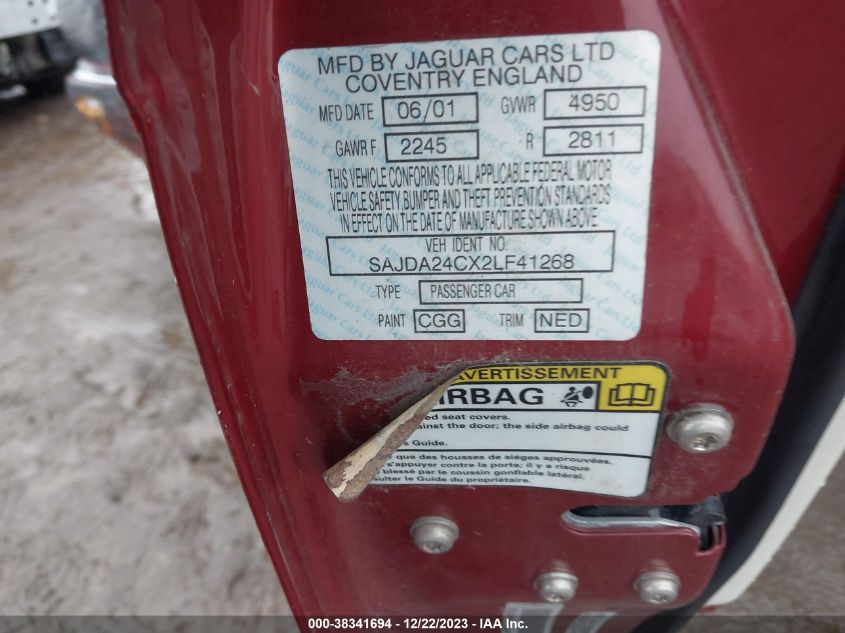 MFD BY JAGUAR CARS LTD
COVENTRY ENGLAND
MFD DATE 06/01 GVWR 4950
GAWR F 2245 R 2811
THIS VEHICLE CONFORMS TO ALL APPLICABLE FEDERAL MOTOR
VEHICLE SAFETY, BUMPER AND THEFT PREVENTION STANDARDS
IN EFFECT ON THE DATE OF MANUFACTURE SHOWN ABOVE
VEH IDENT NO.
SAJDA24CX2LF41268
TYPE PASSENGER CAR
PAINT CGG TRIM NED
AVERTISSEMENT
AIRBAG
seat covers.
against the door; the side airbag could
Guide.
que des housses de sièges approuvées.
s'appuyer contre la porte; il y a risque
blessé par le coussin gonflable latéral.
le Guide du propriétaire.
000-38341694 - 12/22/2023 - IAA Inc.